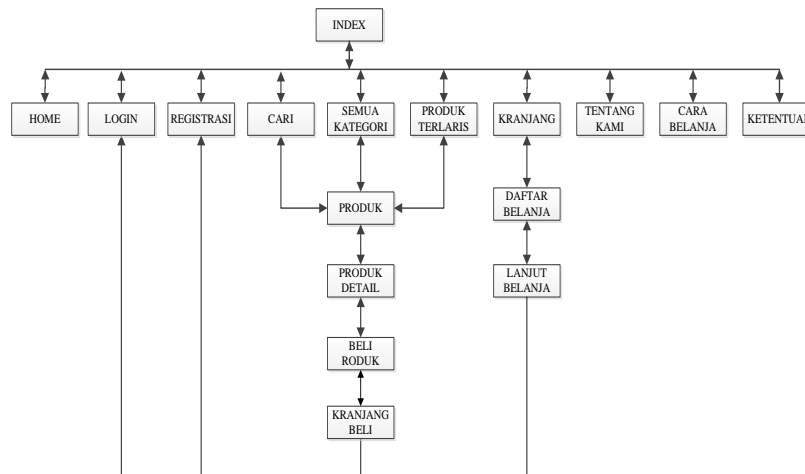 INDEX
HOME
LOGIN
REGISTRASI
CARI
SEMUA
KATEGORI
PRODUK
TERLARIS
KRANJANG
TENTANG
KAMI
CARA
BELANJA
KETENTUAN
PRODUK
DAFTAR
BELANJA
PRODUK
DETAIL
LANJUT
BELANJA
BELI
RODUK
KRANJANG
BELI